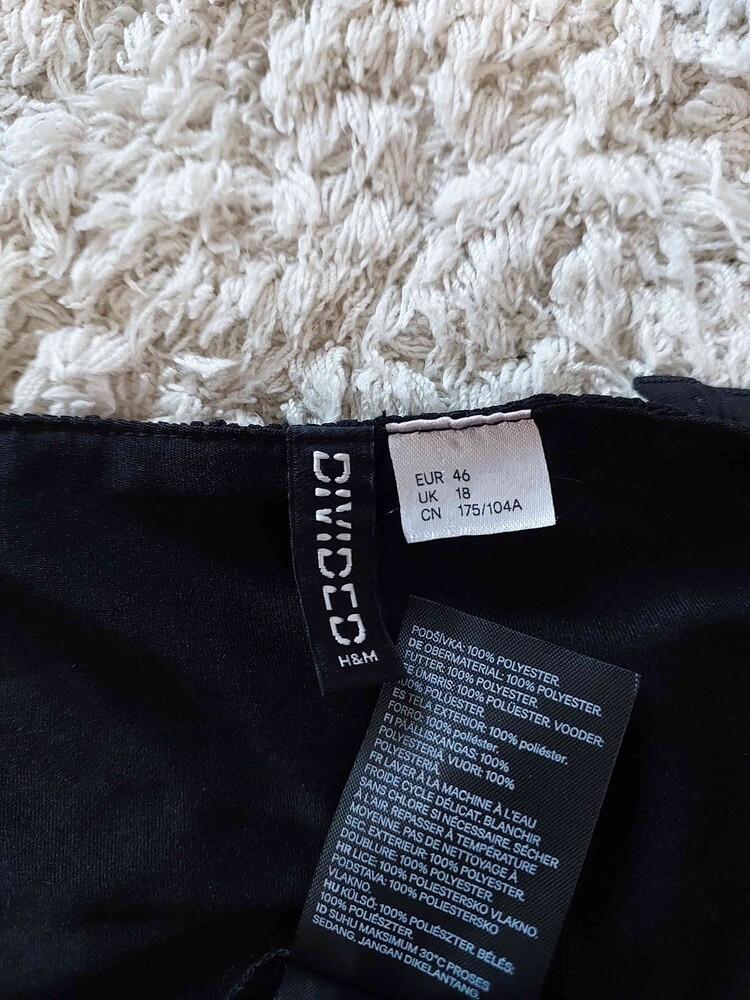 DIVIDED
H&M
EUR 46
UK 18
CN 175/104A
PODŠÍVKA: 100% POLYESTER.
DE OBERMATERIAL: 100% POLYESTER.
FUTTER: 100% POLYESTER.
ÜMBRIS: 100% POLÜESTER. VOODER:
POLÜESTER.
ES TELA EXTERIOR: 100% poliéster.
FORRO: 100% poliéster.
FI PÄÄLLISKANGAS: 100%
POLYESTERIA. VUORI: 100%
POLYESTERIA.
FR LAVER À LA MACHINE À L'EAU
FROIDE CYCLE DÉLICAT. BLANCHIR
SANS CHLORE SI NÉCESSAIRE. SÉCHER
À L'AIR. REPASSER À TEMPÉRATURE
MOYENNE. PAS DE NETTOYAGE À
SEC. EXTERIEUR: 100% POLYESTER.
DOUBLURE: 100% POLYESTER.
HR LICE: 100% POLIESTERSKO VLAKNO.
PODSTAVA: 100% POLIESTERSKO
VLAKNO.
HU KÜLSŐ: 100% POLIÉSZTER. BÉLÉS:
100% POLIÉSZTER.
ID SUHU MAKSIMUM 30°C PROSES
SEDANG, JANGAN DIKELANTANG.